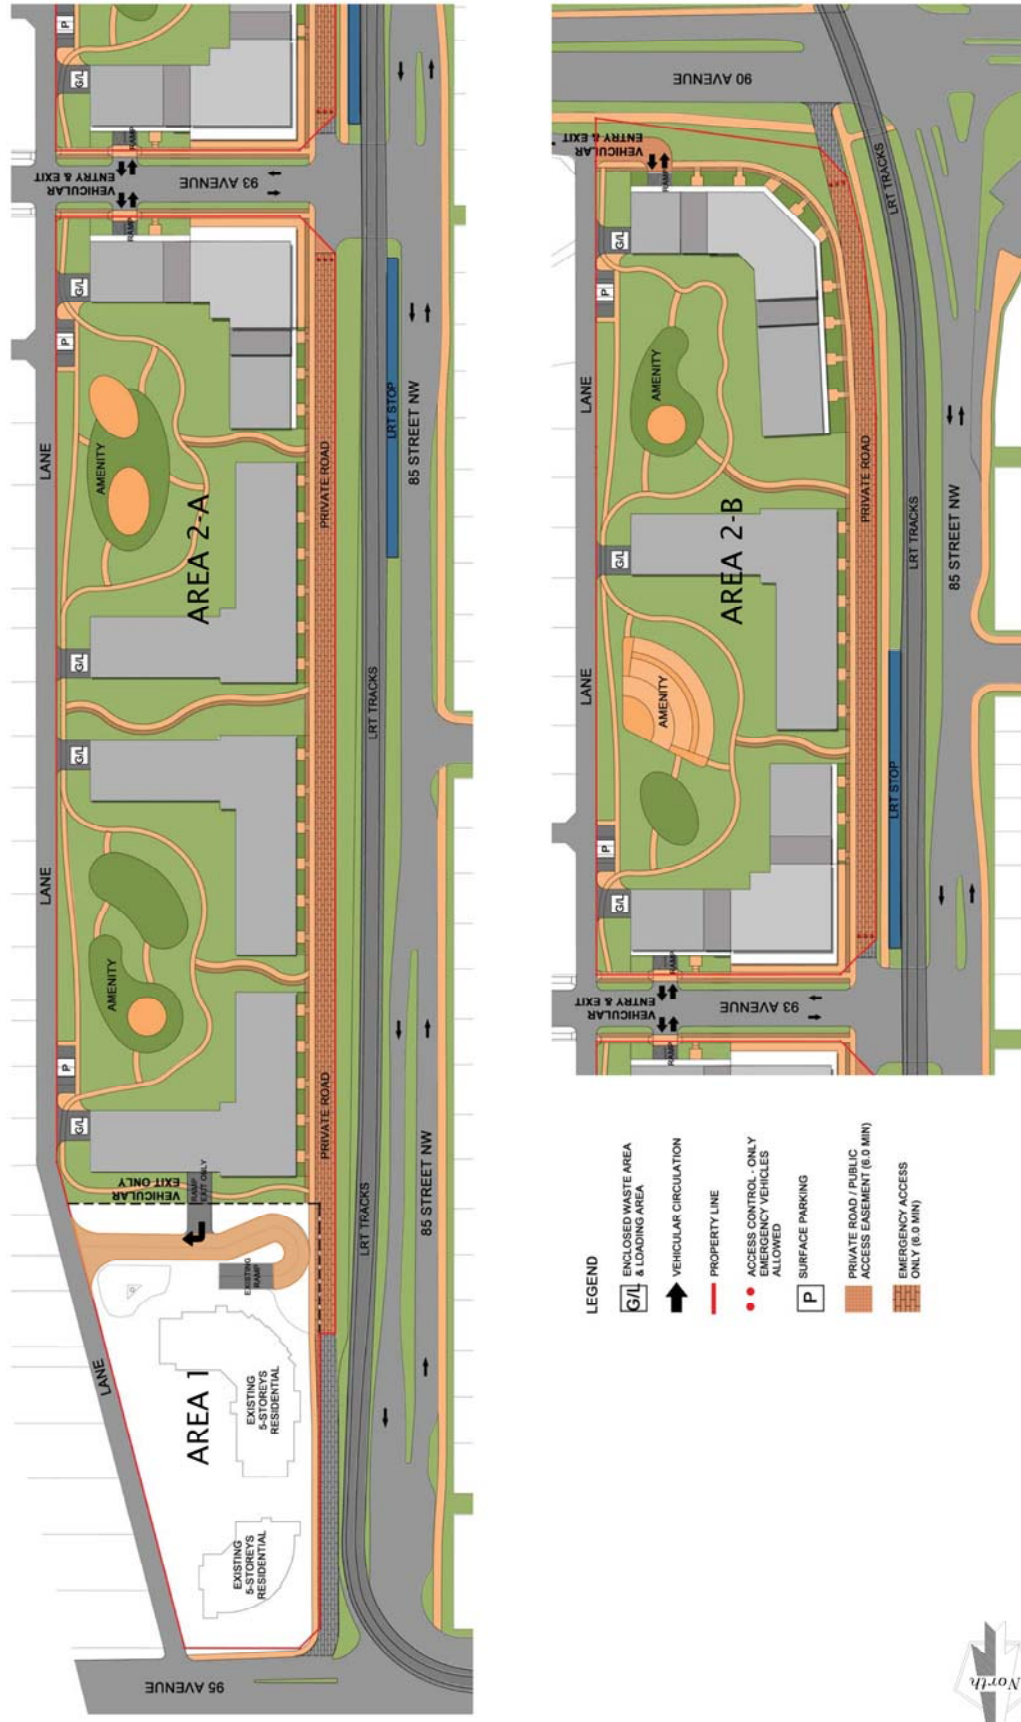 P
G/L
RAMP
VEHICULAR
ENTRY & EXIT
93 AVENUE
RAMP
G/L
P
LANE
AMENITY
AREA 2-A
PRIVATE ROAD
LRT STOP
85 STREET NW
G/L
LRT TRACKS
G/L
LANE
AMENITY
P
G/L
PRIVATE ROAD
VEHICULAR
EXIT ONLY
RAMP
EXIT ONLY
LRT TRACKS
85 STREET NW
EXISTING
RAMP
LANE
AREA 1
EXISTING
5-STOREYS
RESIDENTIAL
EXISTING
5-STOREYS
RESIDENTIAL
95 AVENUE
90 AVENUE
VEHICULAR
ENTRY & EXIT
RAMP
LRT TRACKS
G/L
P
LANE
AMENITY
AREA 2-B
PRIVATE ROAD
G/L
LRT TRACKS
85 STREET NW
LANE
AMENITY
LRT STOP
P
G/L
RAMP
VEHICULAR
ENTRY & EXIT
93 AVENUE
RAMP
LEGEND
G/L
ENCLOSED WASTE AREA
& LOADING AREA
VEHICULAR CIRCULATION
PROPERTY LINE
ACCESS CONTROL - ONLY
EMERGENCY VEHICLES
ALLOWED
P
SURFACE PARKING
PRIVATE ROAD / PUBLIC
ACCESS EASEMENT (6.0 MIN)
EMERGENCY ACCESS
ONLY (6.0 MIN)
North